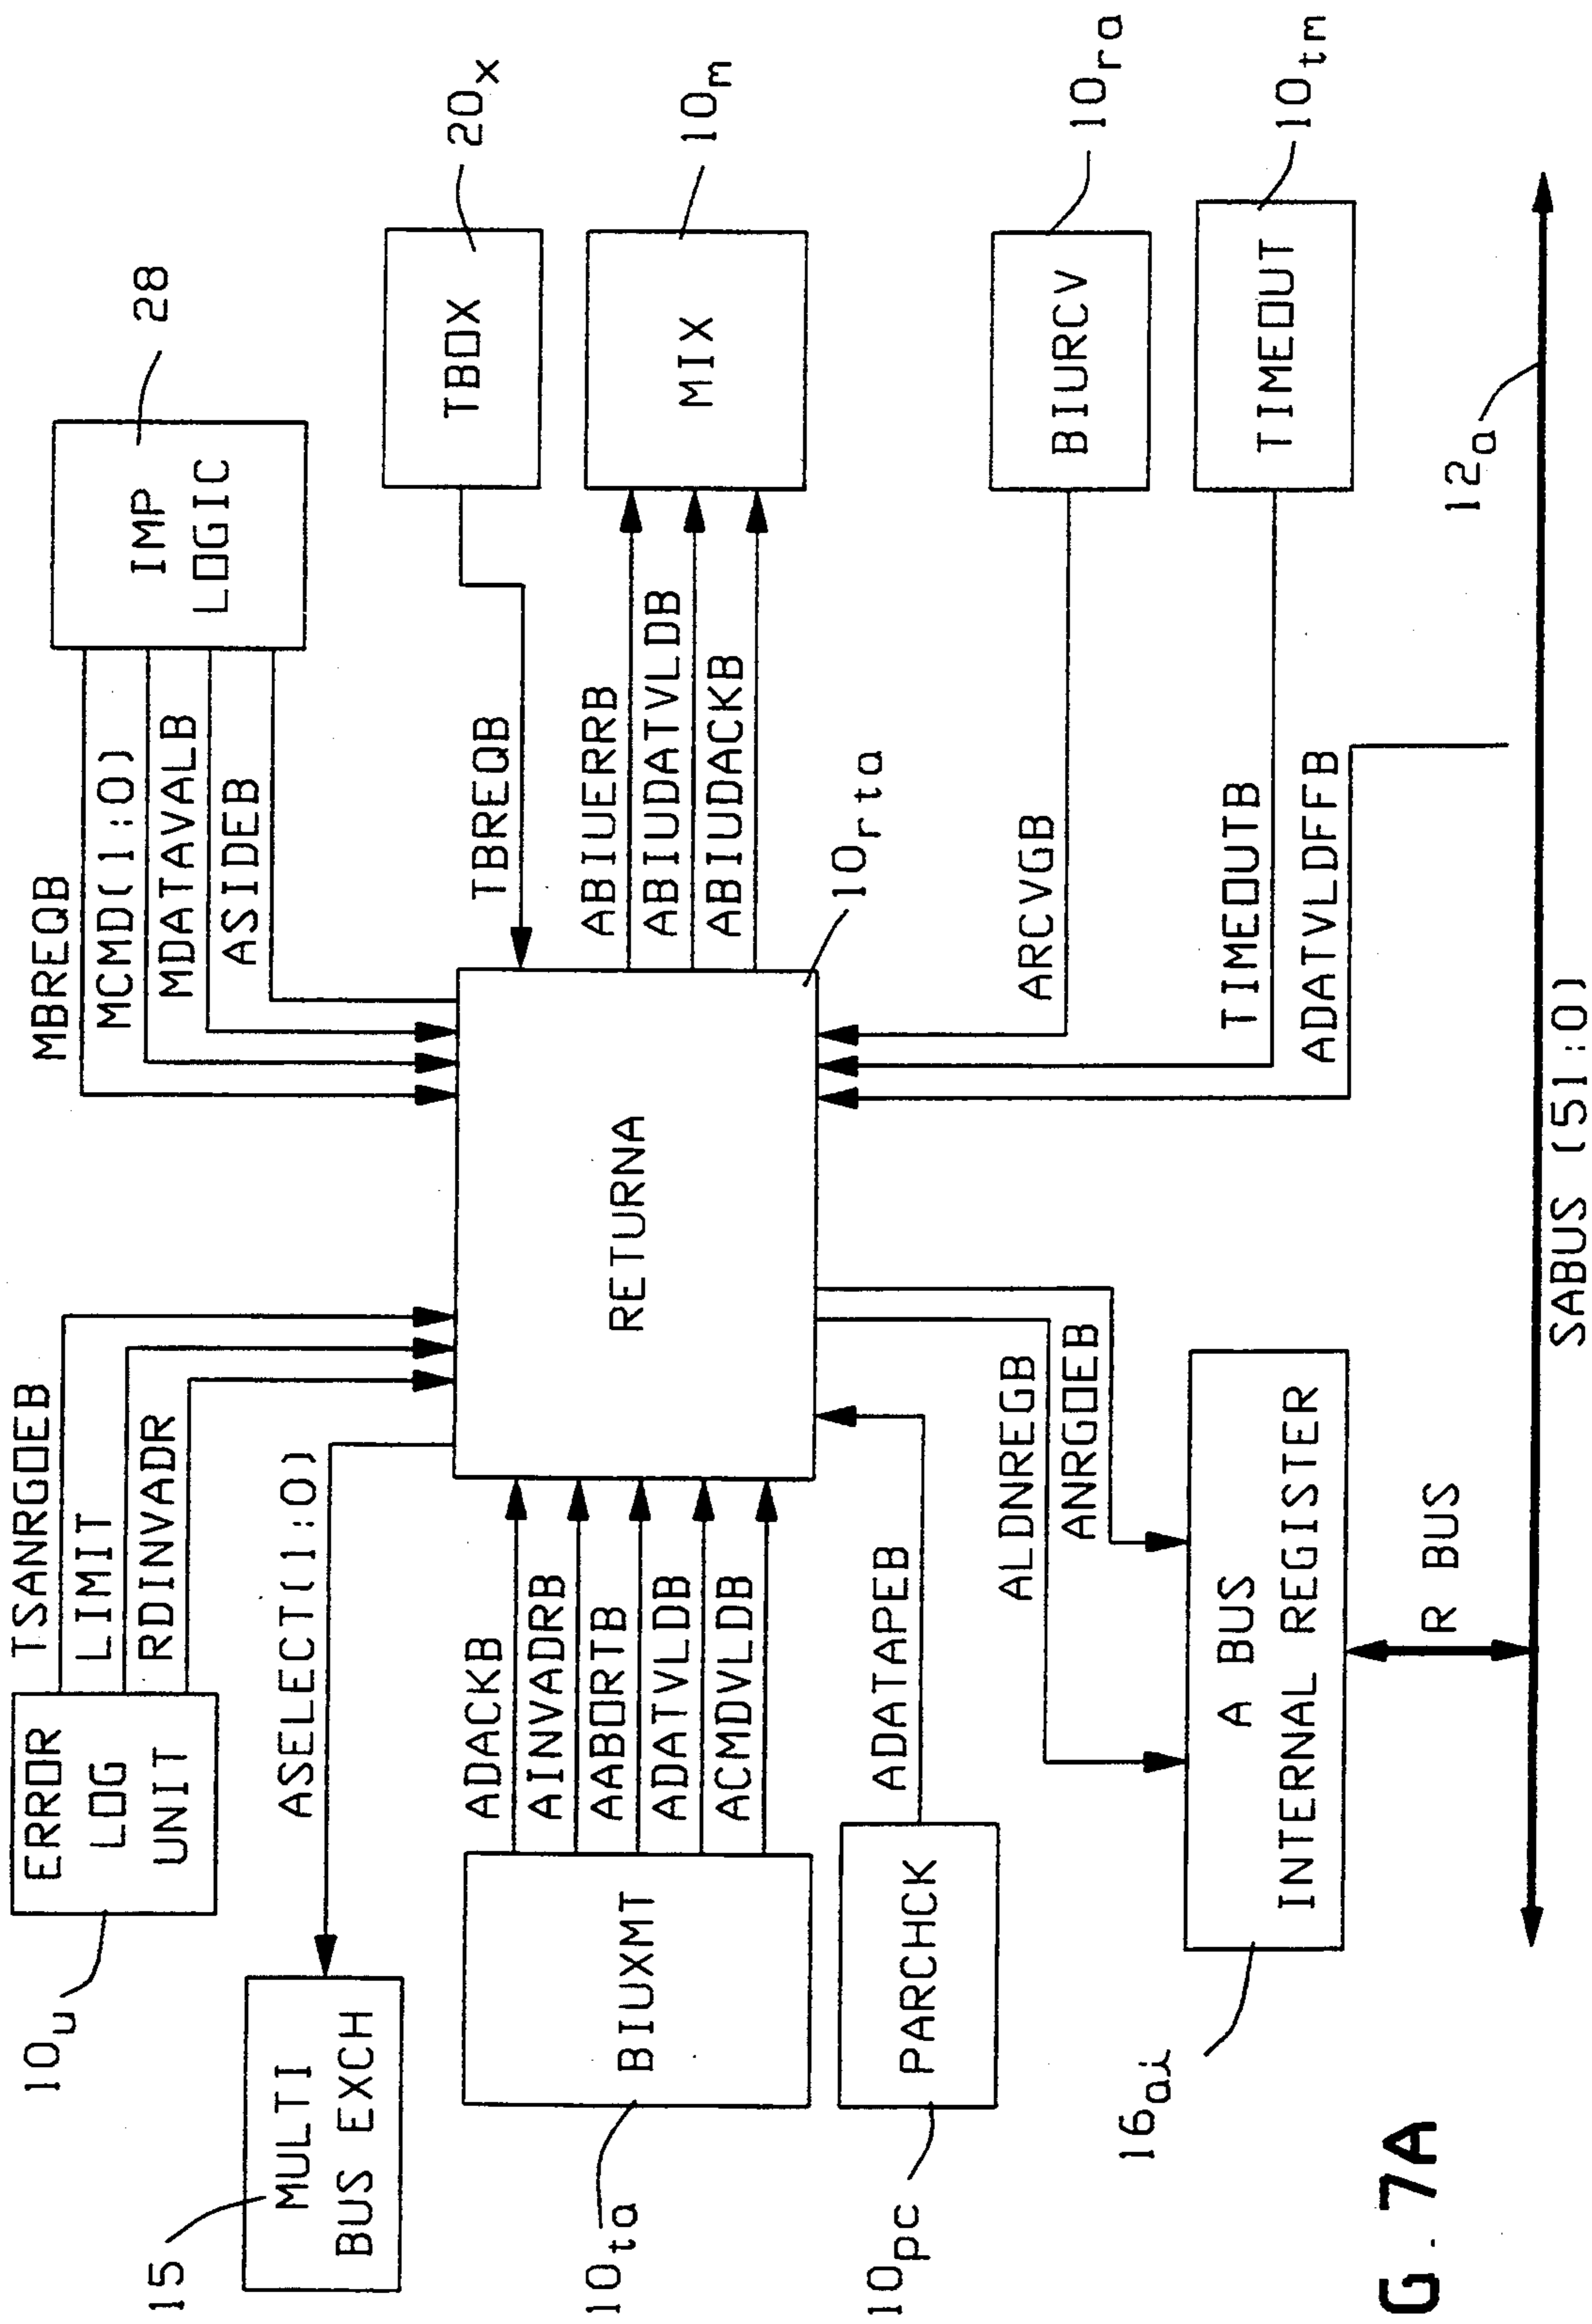 10u
ERROR
LOG
UNIT
TSANRGOEB
LIMIT
RDINVADR
MBREQB
MCMD(1:0)
MDATAVALB
ASIDEB
IMP
LOGIC
28
15
MULTI
BUS EXCH
ASELECT(1:0)
TBREQB
TBOX
20x
10ta
BIUXMT
ADACKB
AINVADRB
AABORTB
ADATVLDB
ACMDVLDB
RETURNA
10rta
ABIUERRB
ABIUDATVLDB
ABIUDACKB
MIX
10m
10pc
PARCHCK
ADATAPEB
ALDNREGB
ANRGOEB
ARCVGB
BIURCV
10ra
TIMEOUTB
TIMEOUT
10tm
ADATVLDFFB
16ai
A BUS
INTERNAL REGISTER
R BUS
12a
SABUS (51:0)
G. 7A